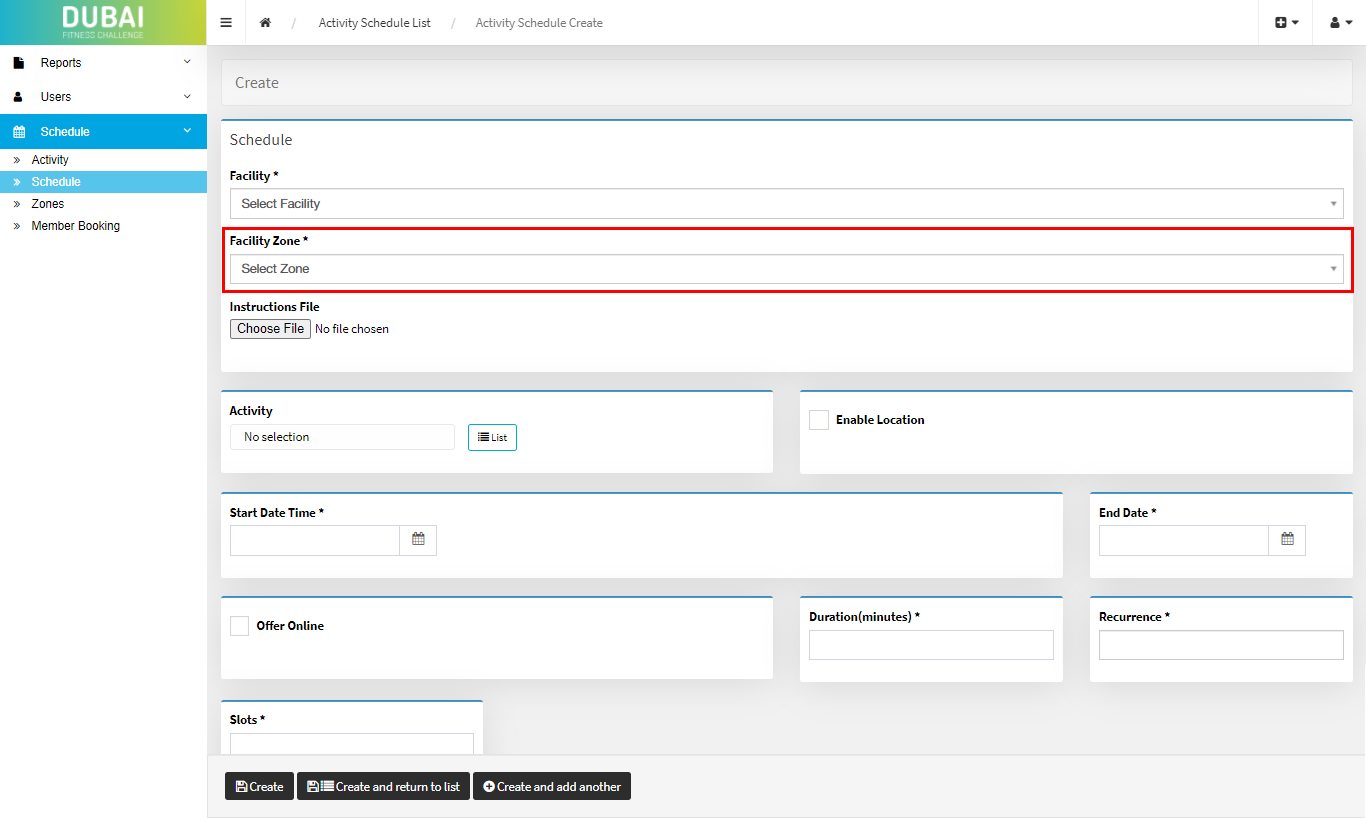 DUBAI
FITNESS CHALLENGE
/ Activity Schedule List / Activity Schedule Create
Reports
Users
Schedule
» Activity
» Schedule
» Zones
» Member Booking
Create
Schedule
Facility *
Select Facility
Facility Zone *
Select Zone
Instructions File
Choose File No file chosen
Activity
No selection List
Enable Location
Start Date Time *
End Date *
Offer Online
Duration(minutes) *
Recurrence *
Slots *
Create Create and return to list Create and add another